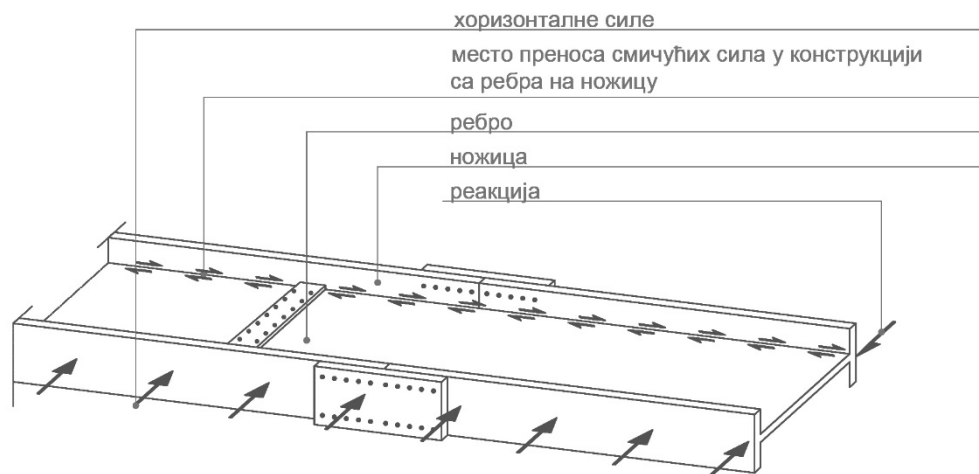 хоризонталне силе
место преноса смичућих сила у конструкцији
са ребра на ножицу
ребро
ножица
реакција